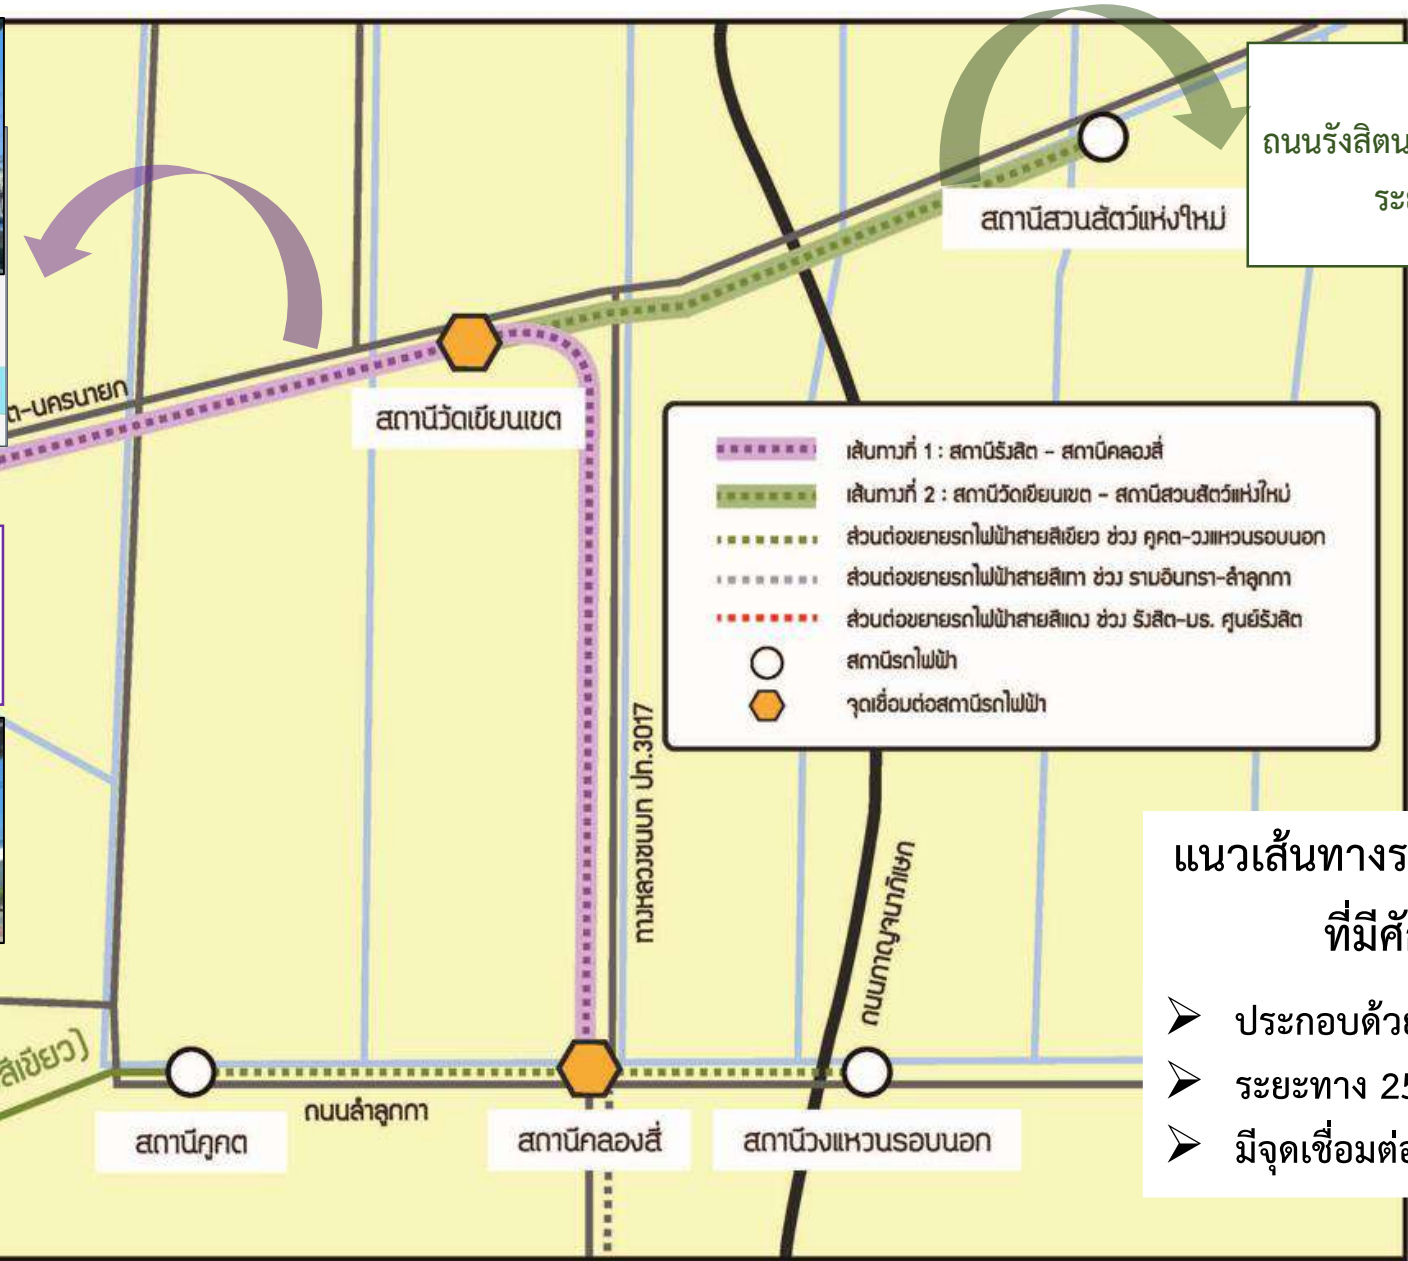 ถนนรังสิตน
ระย
สถานีสวนสัตว์แห่งใหม่
ต-นครนายก
สถานีวัดเขียนเขต
เส้นทางที่ 1 : สถานีรังสิต - สถานีคลองสี่
เส้นทางที่ 2 : สถานีวัดเขียนเขต - สถานีสวนสัตว์แห่งใหม่
ส่วนต่อขยายรถไฟฟ้าสายสีเขียว ช่วง คูคต-วงแหวนรอบนอก
ส่วนต่อขยายรถไฟฟ้าสายสีเทา ช่วง รามอินทรา-ลำลูกกา
ส่วนต่อขยายรถไฟฟ้าสายสีแดง ช่วง รังสิต-มธ. ศูนย์รังสิต
สถานีรถไฟฟ้า
จุดเชื่อมต่อสถานีรถไฟฟ้า
ทางหลวงชนบท ปท.3017
ถนนกาญจนาภิเษก
แนวเส้นทางร
ที่มีศั
➤ ประกอบด้วย
➤ ระยะทาง 25
➤ มีจุดเชื่อมต่อ
สีเขียว)
ถนนลำลูกกา
สถานีคูคต
สถานีคลองสี่
สถานีวงแหวนรอบนอก